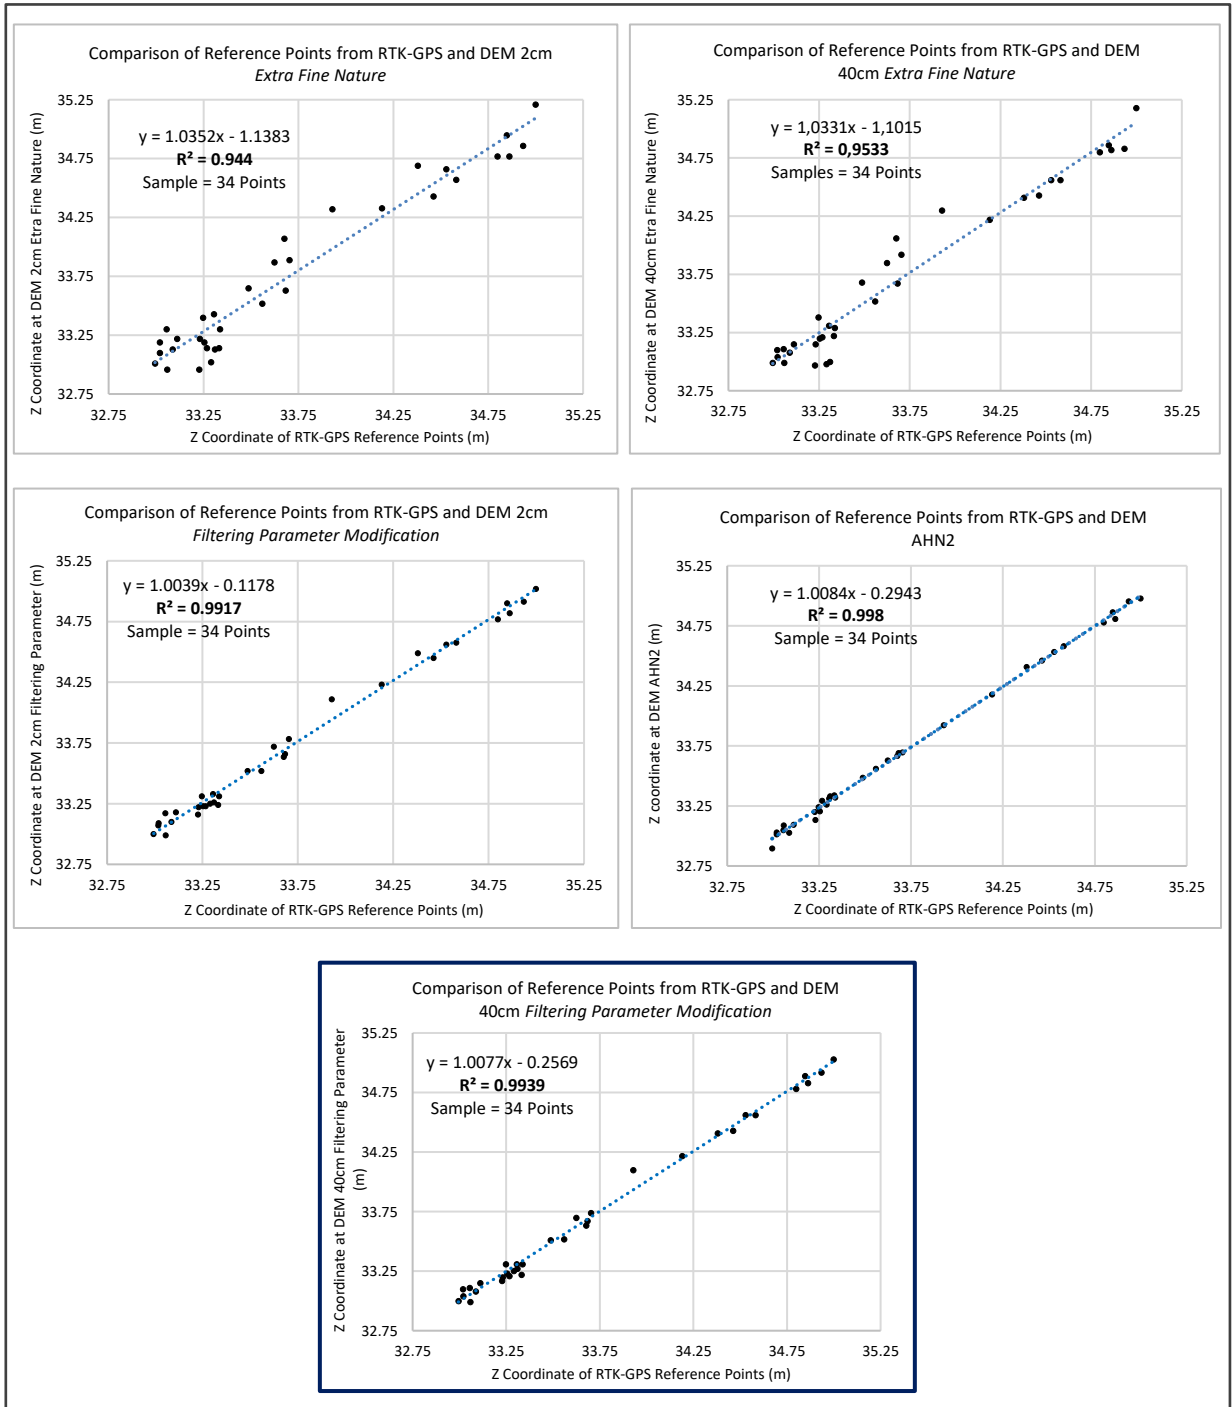 Comparison of Reference Points from RTK-GPS and DEM 2cm
Extra Fine Nature
Z Coordinate at DEM 2cm Etra Fine Nature (m)
35.25
34.75
34.25
33.75
33.25
32.75
y = 1.0352x - 1.1383
R² = 0.944
Sample = 34 Points
32.75 33.25 33.75 34.25 34.75 35.25
Z Coordinate of RTK-GPS Reference Points (m)
Comparison of Reference Points from RTK-GPS and DEM
40cm Extra Fine Nature
Z Coordinate at DEM 40cm Etra Fine Nature (m)
35.25
34.75
34.25
33.75
33.25
32.75
y = 1,0331x - 1,1015
R² = 0,9533
Samples = 34 Points
32.75 33.25 33.75 34.25 34.75 35.25
Z Coordinate of RTK-GPS Reference Points (m)
Comparison of Reference Points from RTK-GPS and DEM 2cm
Filtering Parameter Modification
Z Coordinate at DEM 2cm Filtering Parameter (m)
35.25
34.75
34.25
33.75
33.25
32.75
y = 1.0039x - 0.1178
R² = 0.9917
Sample = 34 Points
32.75 33.25 33.75 34.25 34.75 35.25
Z Coordinate of RTK-GPS Reference Points (m)
Comparison of Reference Points from RTK-GPS and DEM
AHN2
Z coordinate at DEM AHN2 (m)
35.25
34.75
34.25
33.75
33.25
32.75
y = 1.0084x - 0.2943
R² = 0.998
Sample = 34 Points
32.75 33.25 33.75 34.25 34.75 35.25
Z Coordinate of RTK-GPS Reference Points (m)
Comparison of Reference Points from RTK-GPS and DEM
40cm Filtering Parameter Modification
Z Coordinate at DEM 40cm Filtering Parameter
(m)
35.25
34.75
34.25
33.75
33.25
32.75
y = 1.0077x - 0.2569
R² = 0.9939
Sample = 34 Points
32.75 33.25 33.75 34.25 34.75 35.25
Z Coordinate of RTK-GPS Reference Points (m)